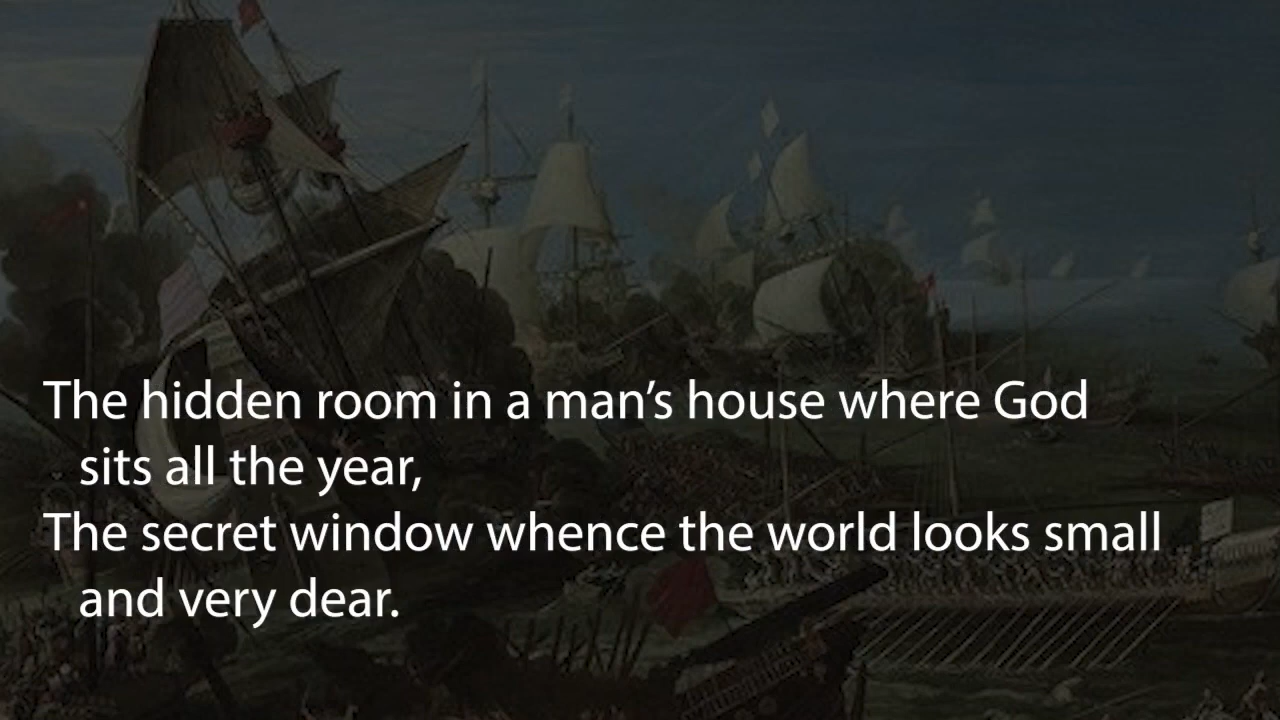 The hidden room in a man’s house where God
sits all the year,
The secret window whence the world looks small
and very dear.